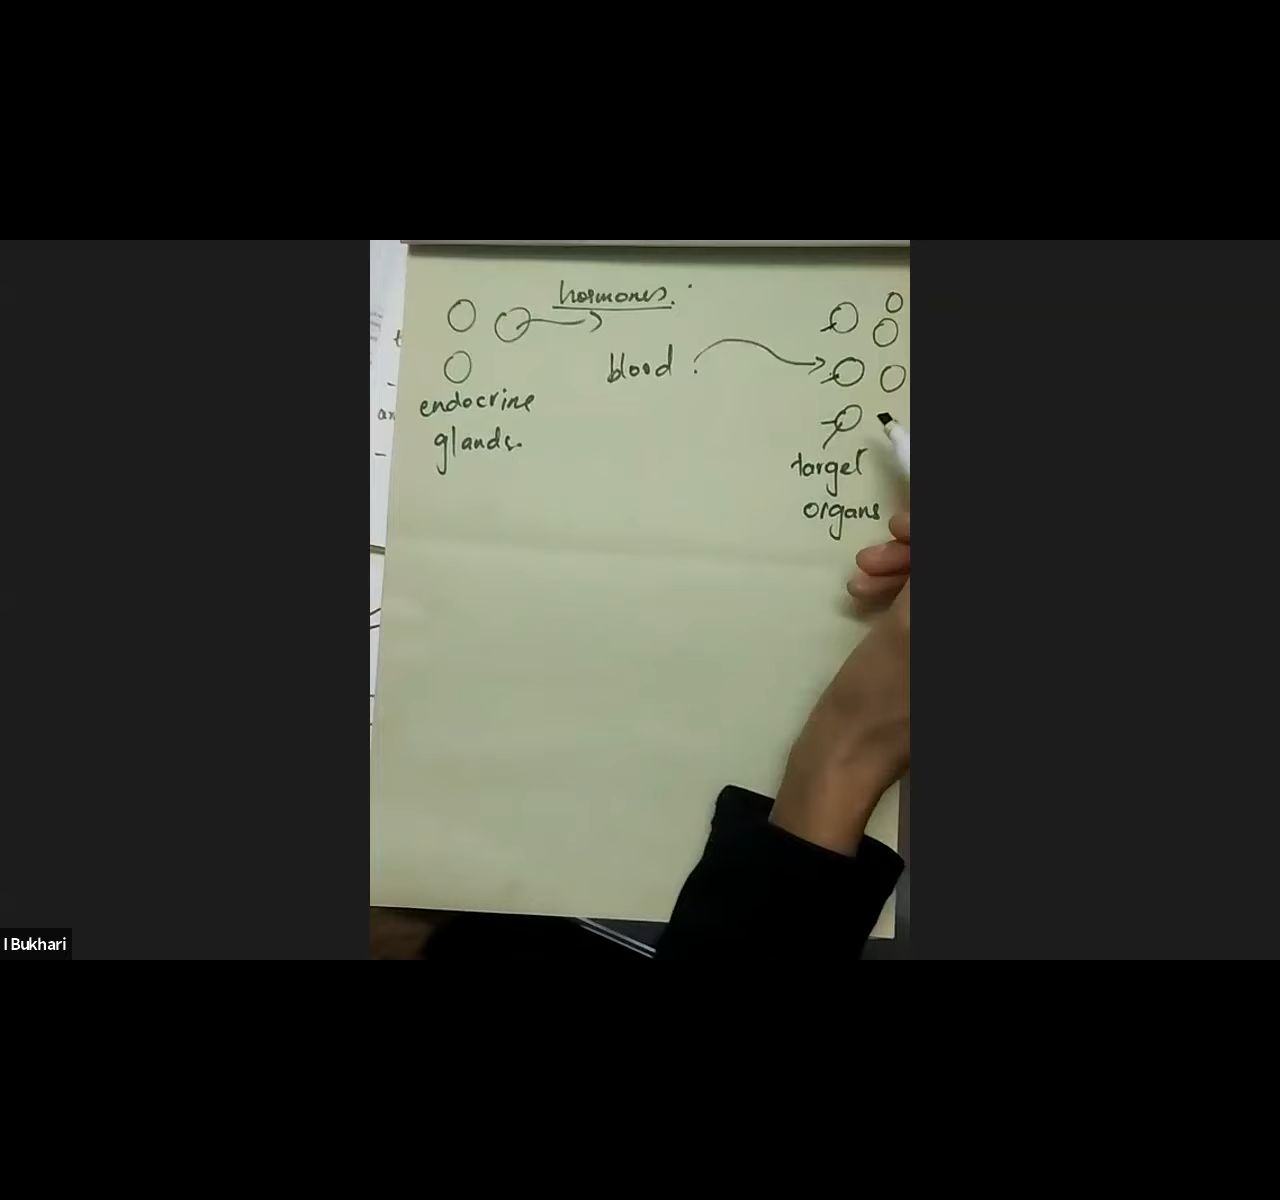 hormones.
blood
endocrine
glands.
target
organs
I Bukhari